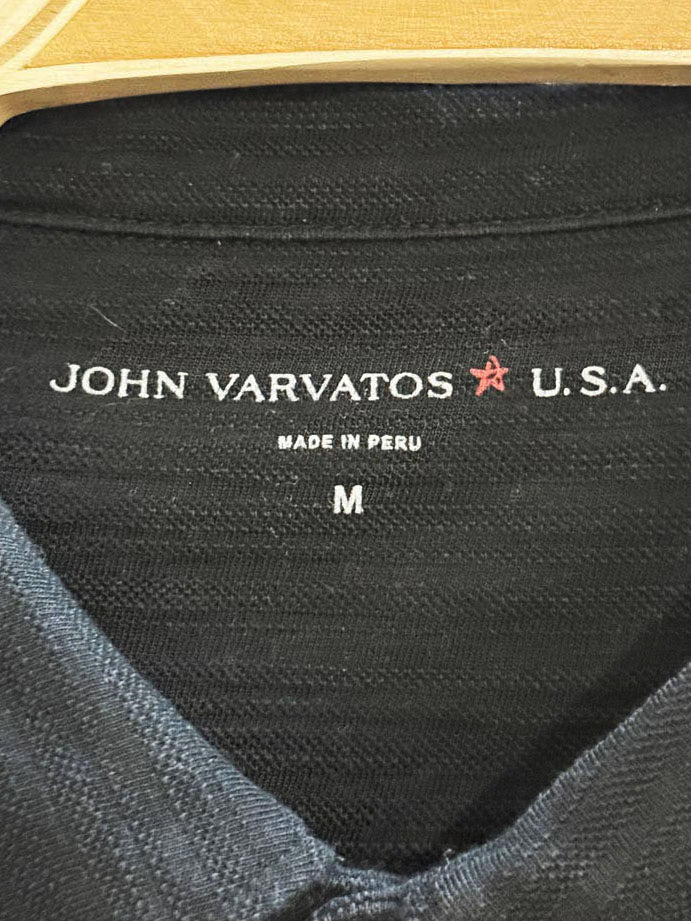 JOHN VARVATOS U.S.A.
MADE IN PERU
M